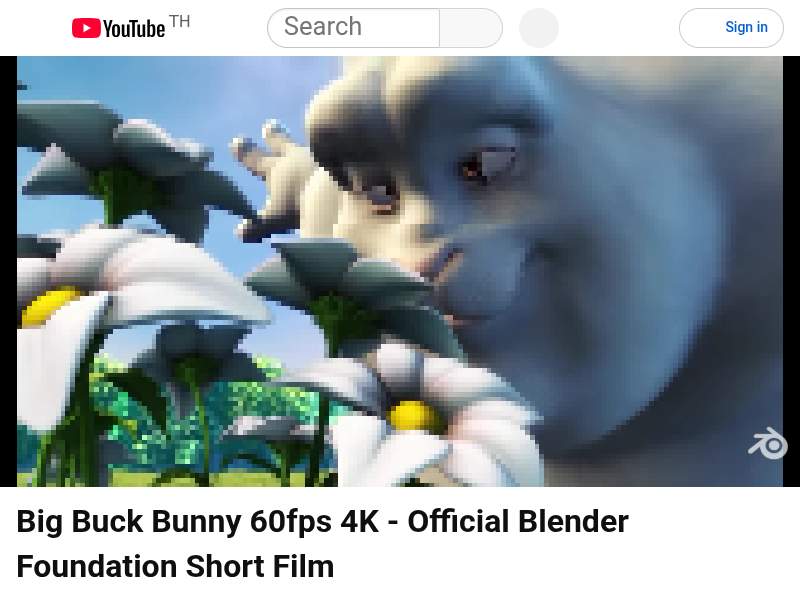 YouTube TH
Search
Sign in
Big Buck Bunny 60fps 4K - Official Blender
Foundation Short Film